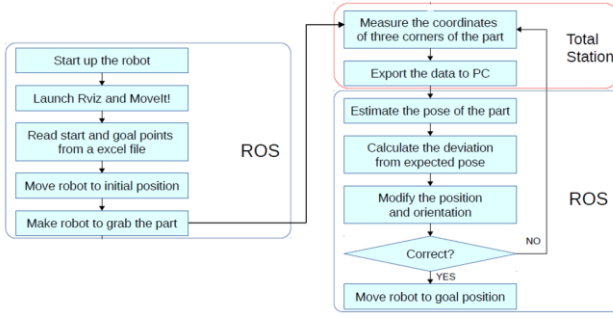 Start up the robot
Launch Rviz and MoveIt!
Read start and goal points
from a excel file
Move robot to initial position
Make robot to grab the part
ROS
Measure the coordinates
of three corners of the part
Export the data to PC
Total
Station
Estimate the pose of the part
Calculate the deviation
from expected pose
Modify the position
and orientation
Correct?
NO
YES
Move robot to goal position
ROS